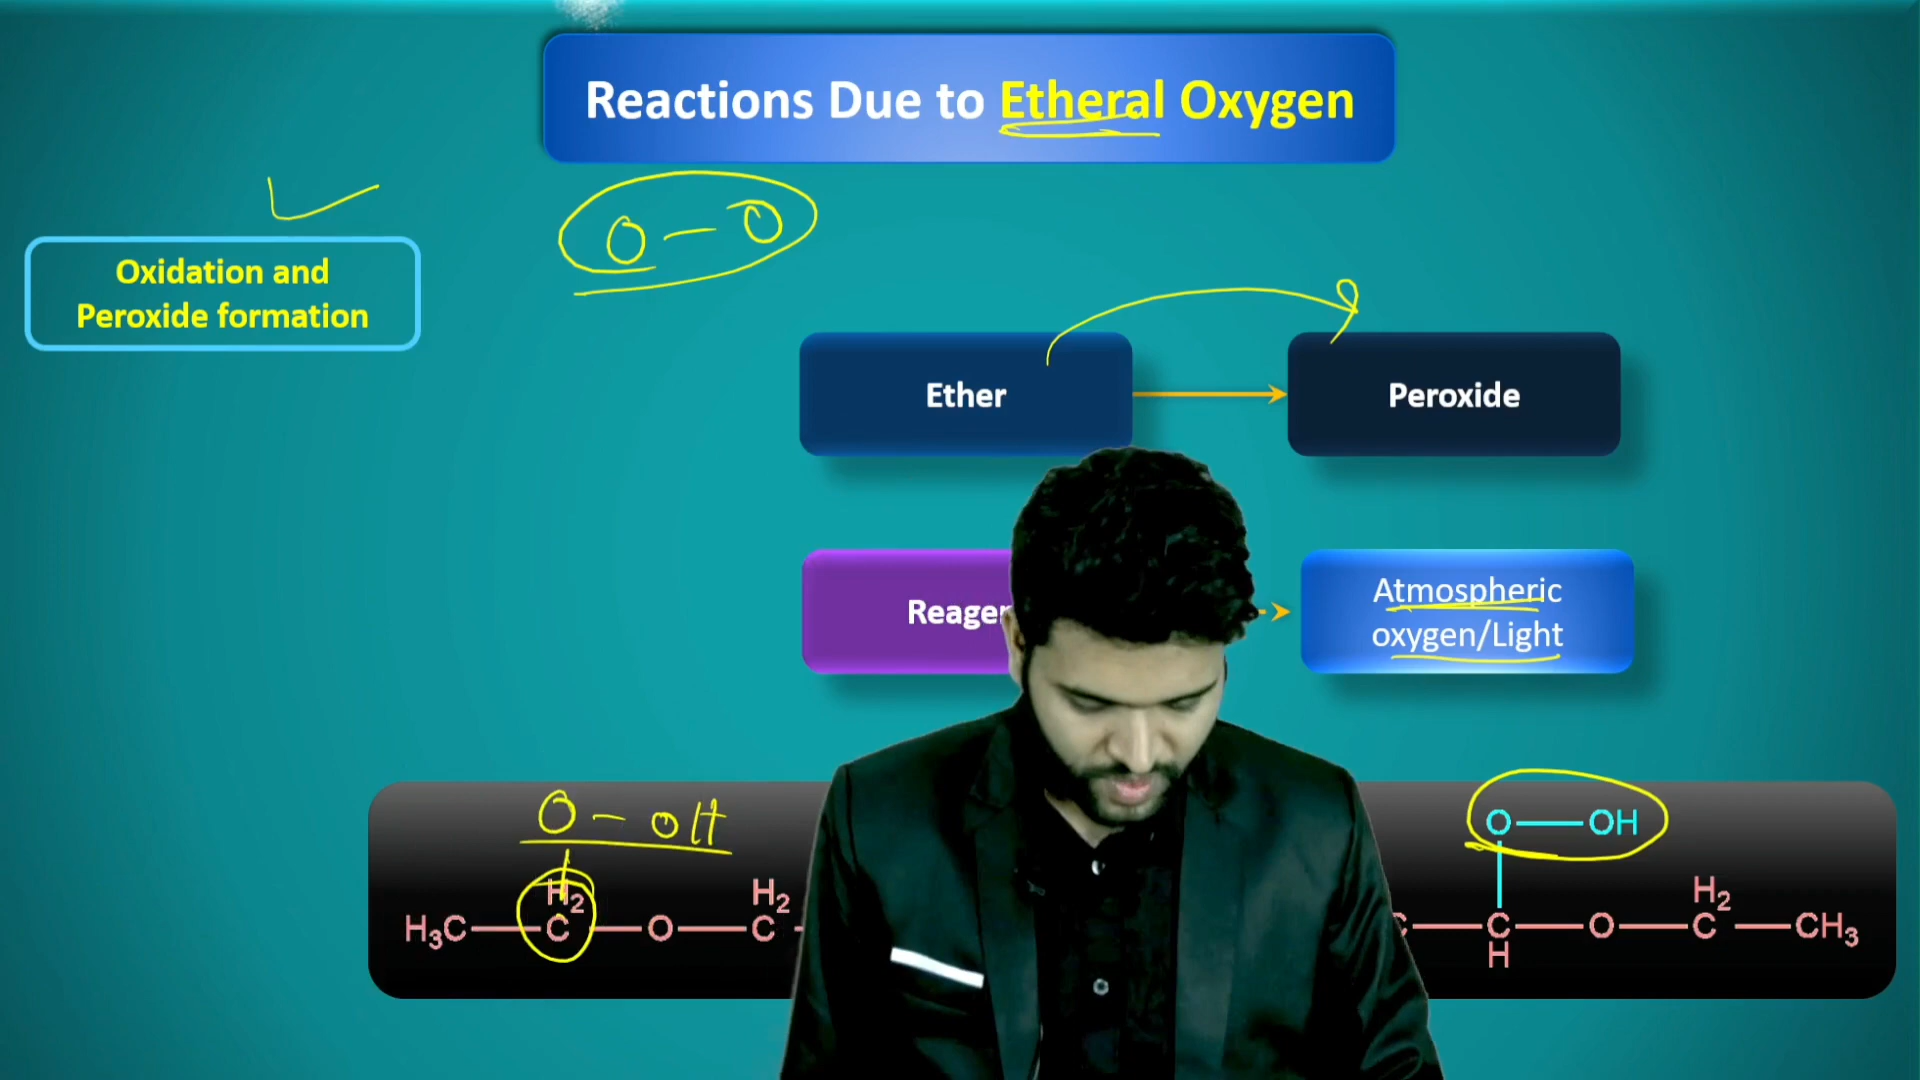 Reactions Due to Etheral Oxygen
O – O
Oxidation and
Peroxide formation
Ether
Peroxide
Atmospheric
oxygen/Light
O – OH
H₃C—C—O—C-
H₂
H₂
O—OH
C—O—C—CH₃
H
H₂